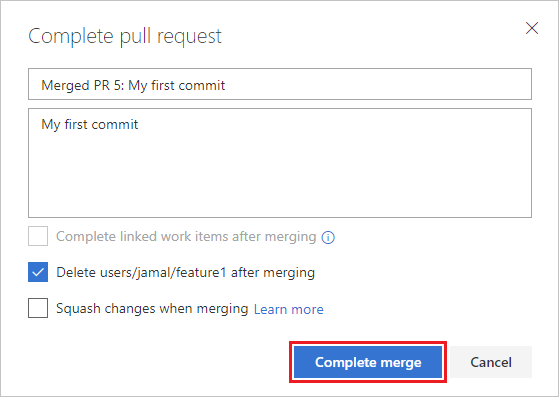 Complete pull request
Merged PR 5: My first commit
My first commit
Complete linked work items after merging
Delete users/jamal/feature1 after merging
Squash changes when merging Learn more
Complete merge Cancel